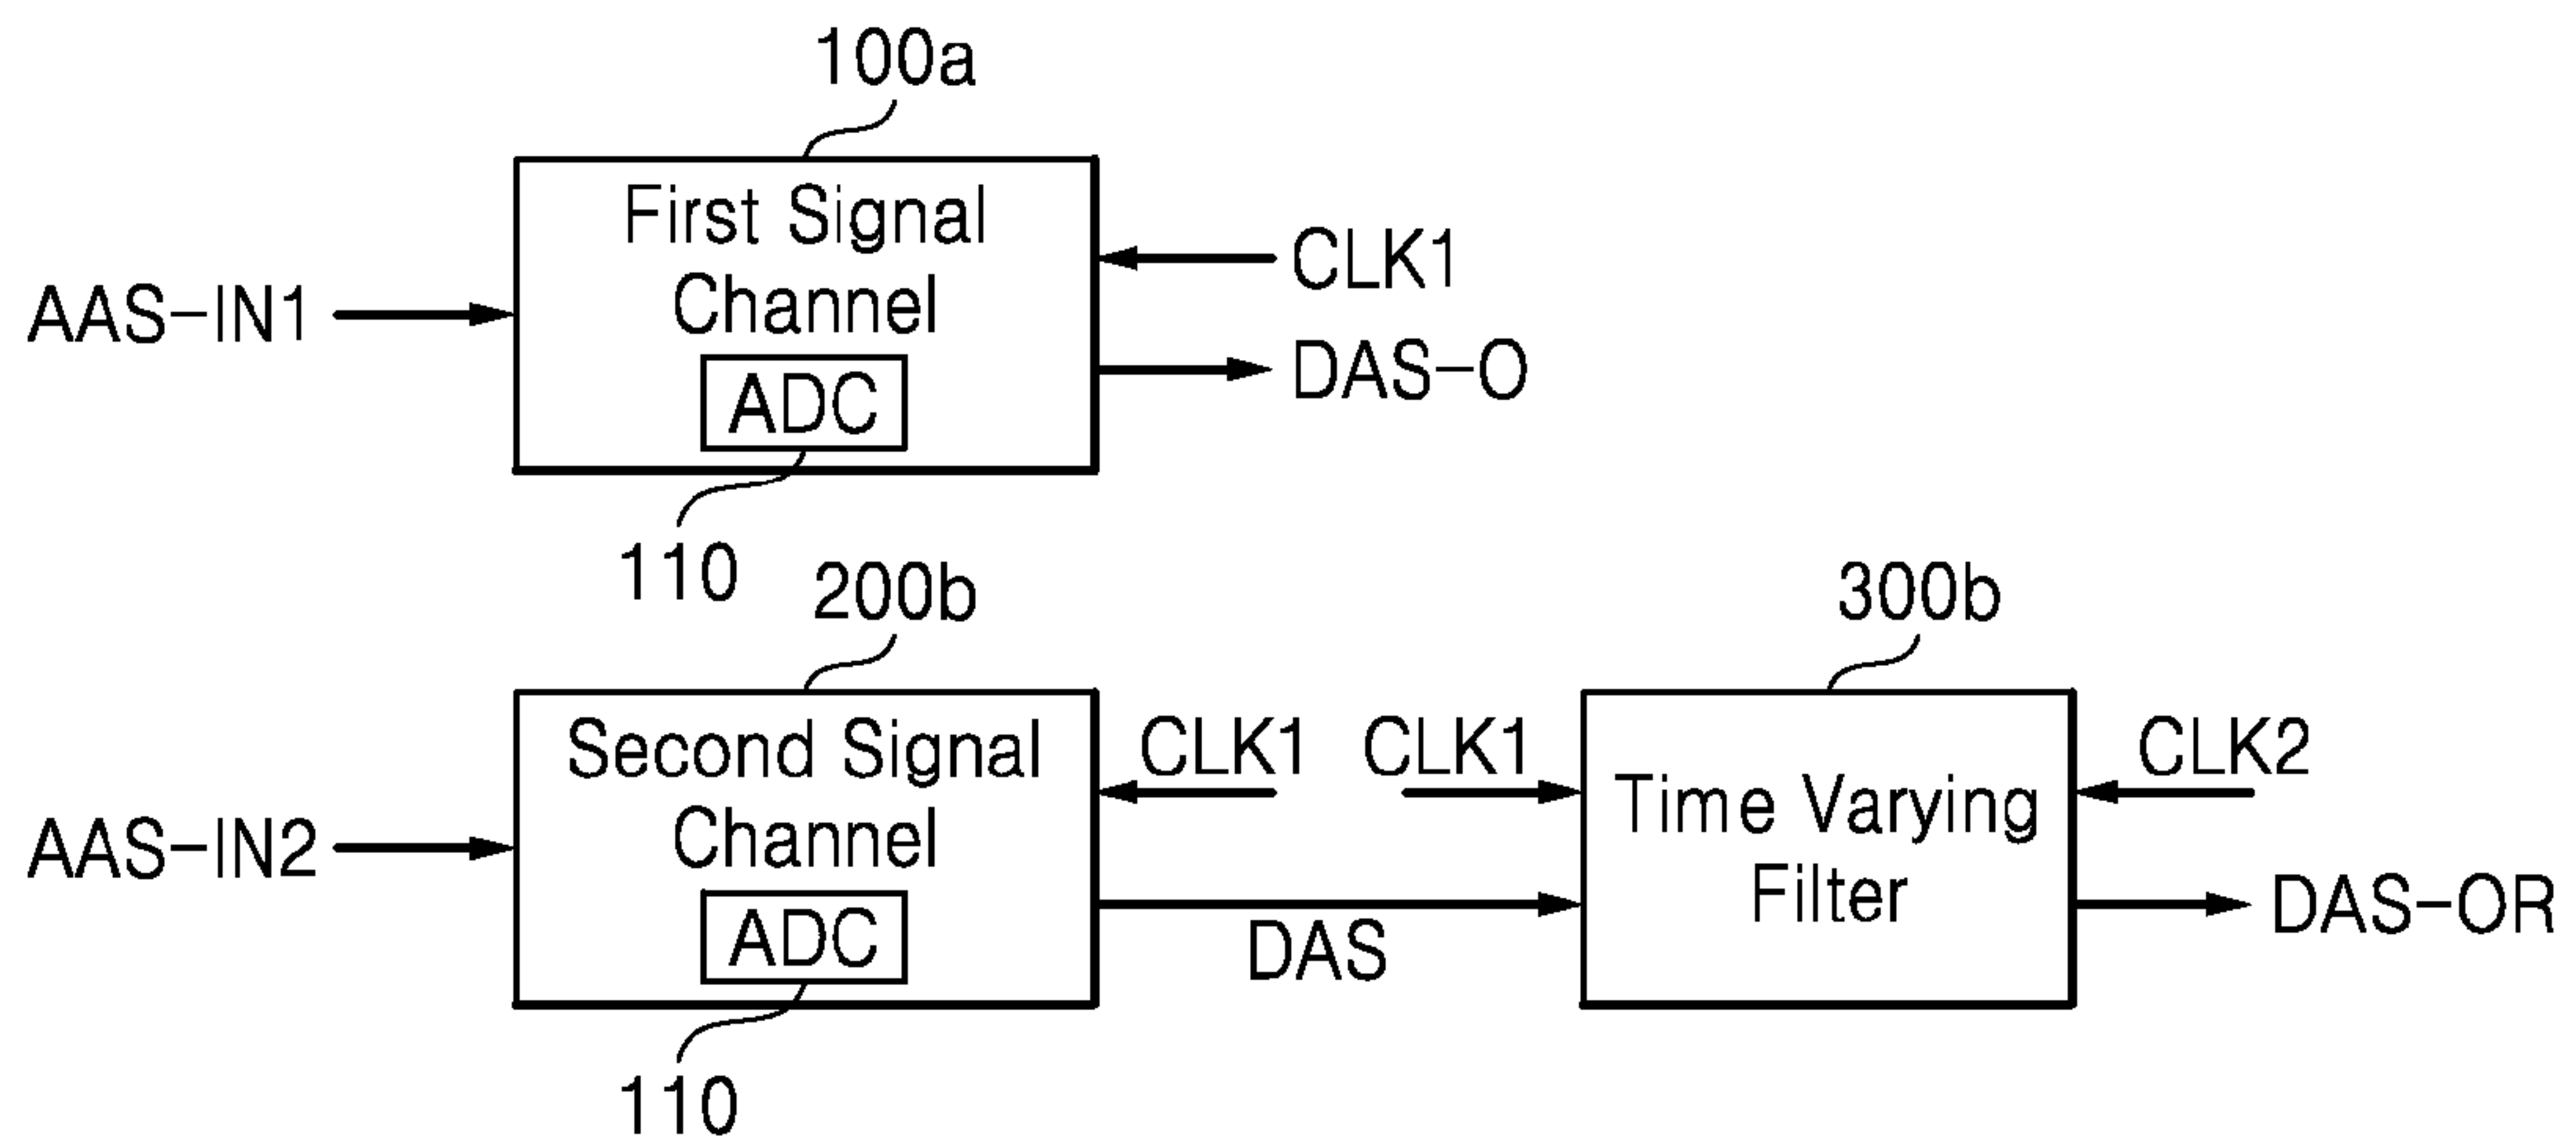 100a
First Signal
Channel
ADC
AAS-IN1
CLK1
DAS-O
110
200b
Second Signal
Channel
ADC
AAS-IN2
CLK1
DAS
110
300b
CLK1
Time Varying
Filter
CLK2
DAS-OR